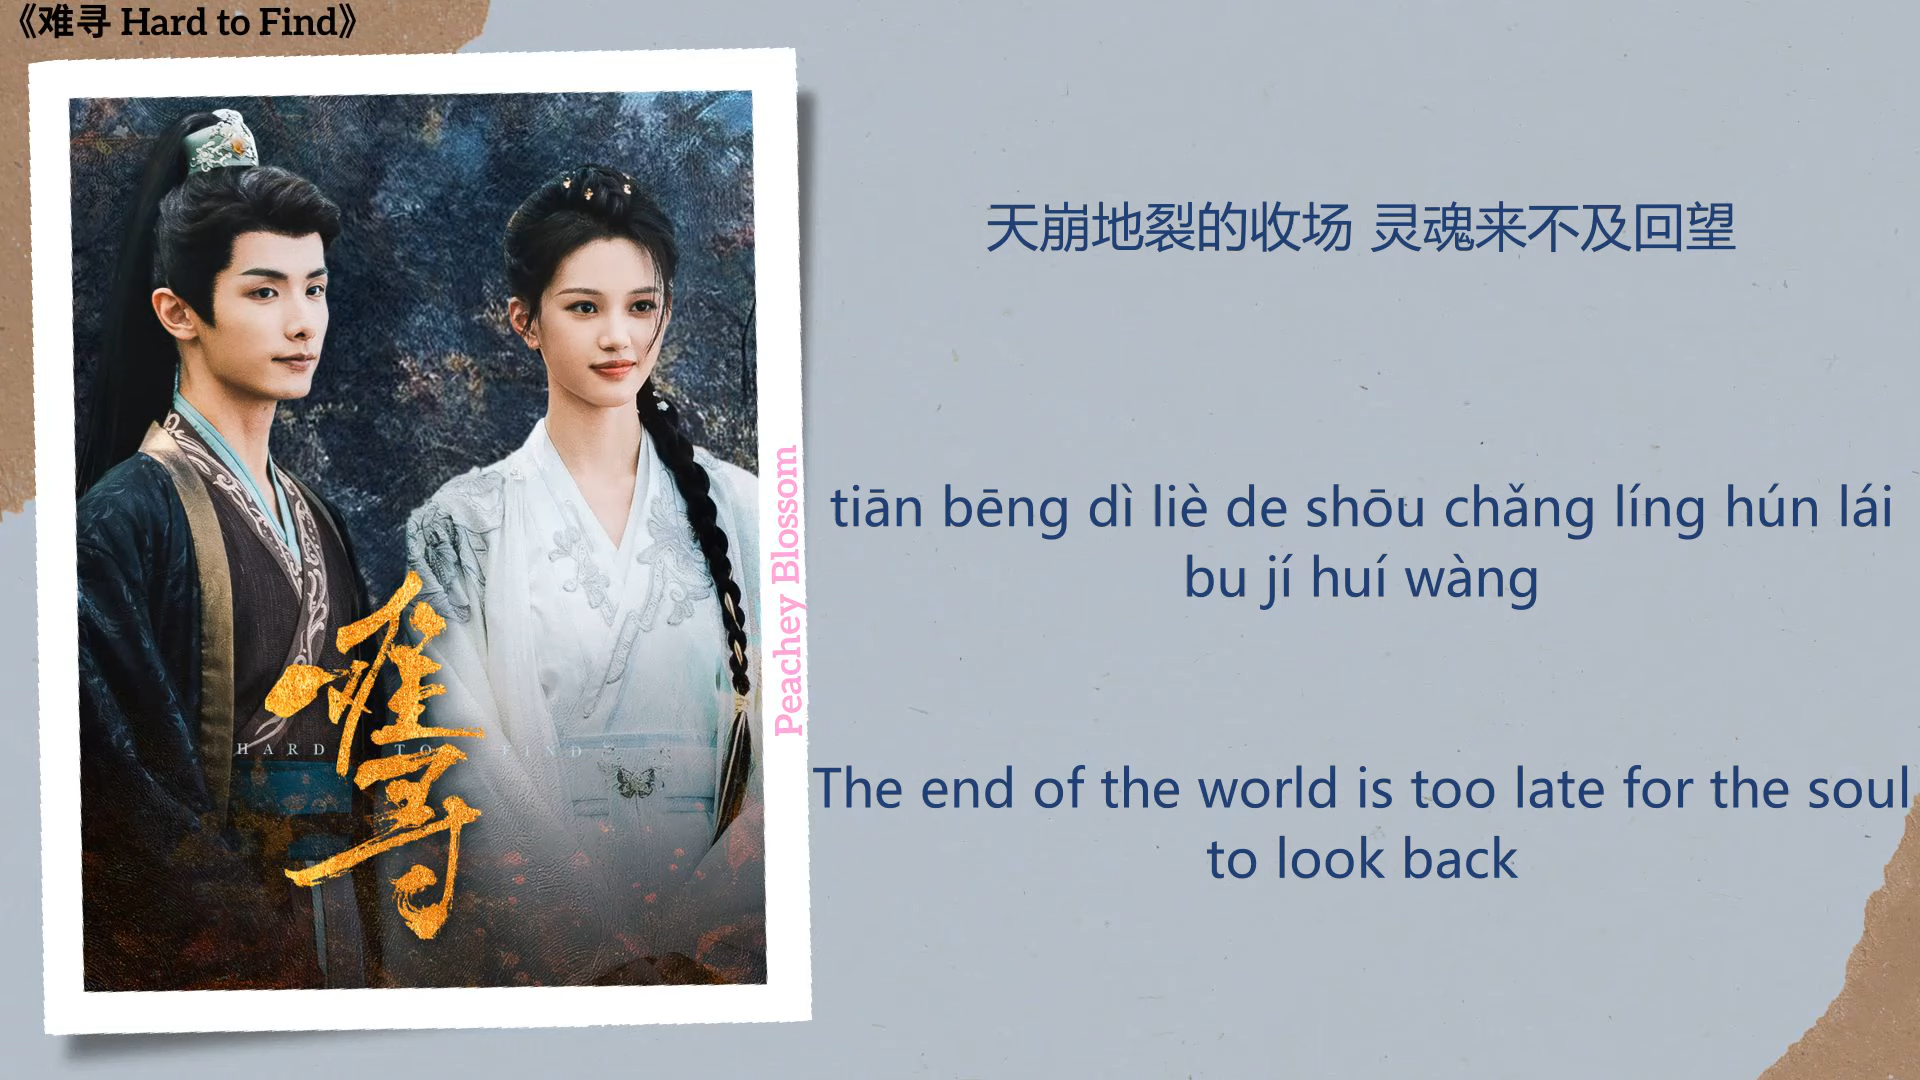 《难寻 Hard to Find》
难
HARD TO FIND
寻
Peachey Blossom
天崩地裂的收场 灵魂来不及回望
tiān bēng dì liè de shōu chǎng líng hún lái
bu jí huí wàng
The end of the world is too late for the soul
to look back